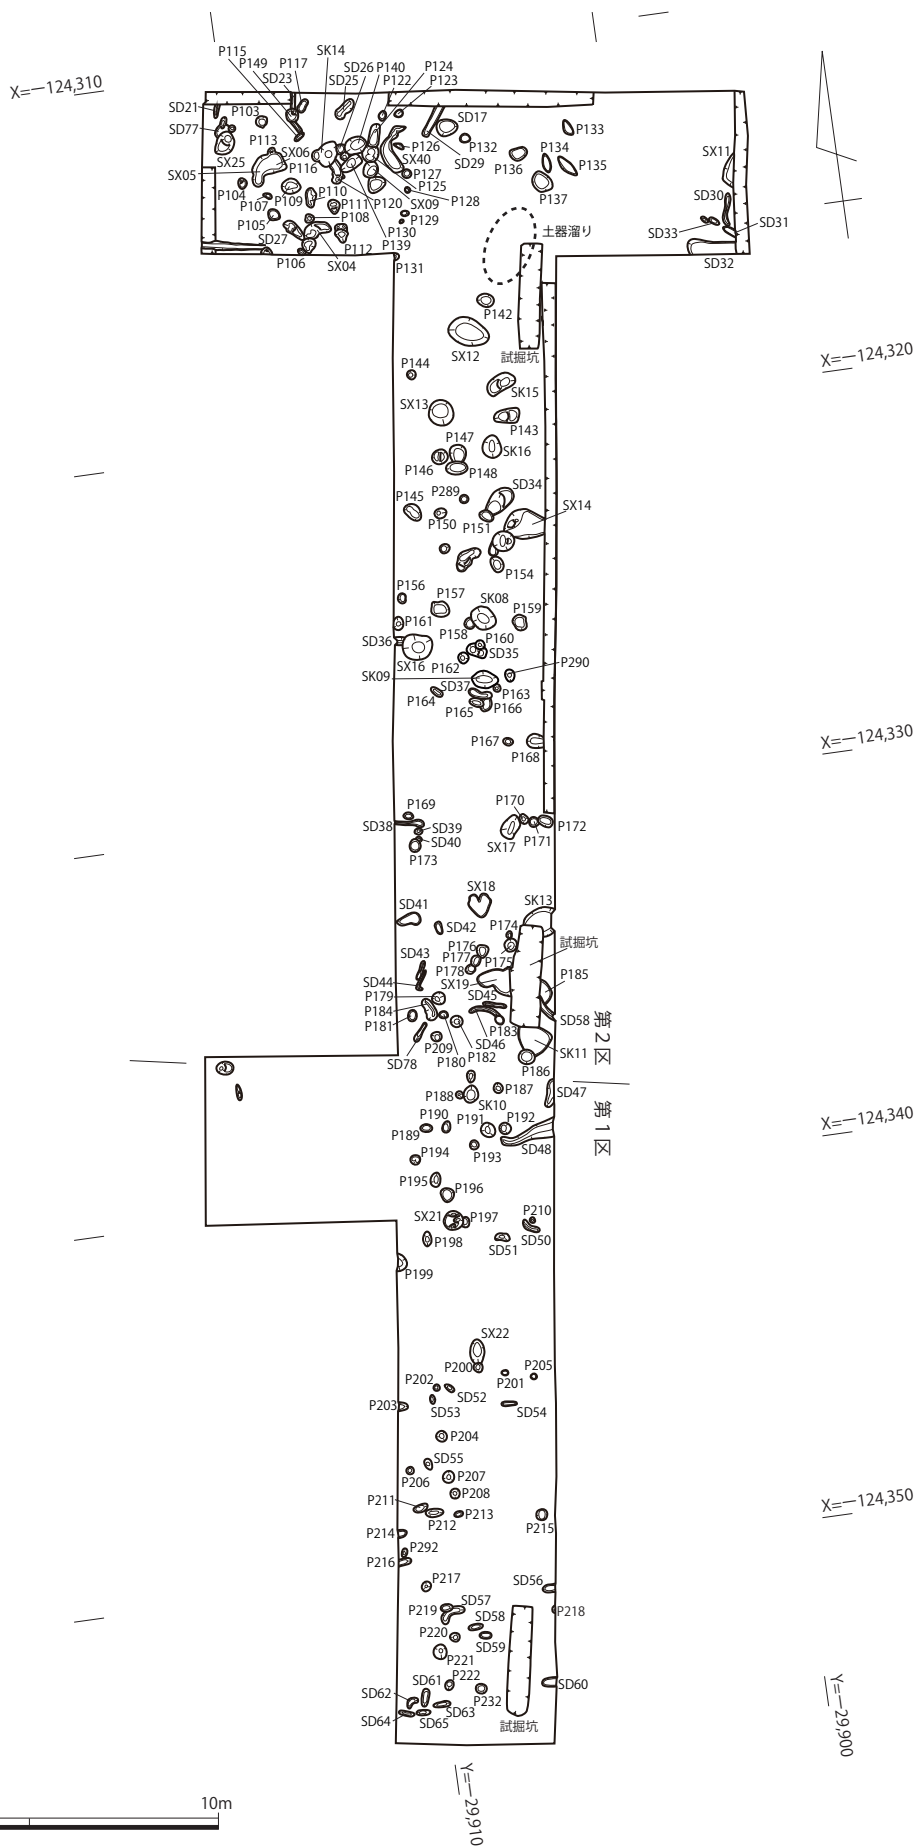 SK14
P115
P149
P117
SD26
P140
P124
SD23
SD25
P122
P123
X=−124,310
SD21
P103
SD17
SD77
P133
P113
P126
P132
SX25
SX06
SX40
P136
P134
SX11
SX05
P116
P127
SD29
P135
P104
P110
P125
P137
P107
P109
P111
P120
SX09
P128
SD30
P105
P108
P130
P129
SD33
SD31
SD27
P112
P139
土器溜り
P106
SX04
P131
SD32
P142
SX12
試掘坑
X=−124,320
P144
SK15
SX13
P143
P147
SK16
P146
P148
P289
SD34
P145
SX14
P150
P151
P154
P156
P157
SK08
P159
P161
P158
P160
SD36
SD35
SX16
P162
P290
SK09
SD37
P163
P164
P165
P166
P167
P168
X=−124,330
P169
P170
SD38
SD39
P172
SD40
SX17
P171
P173
SX18
SK13
SD41
SD42
P174
P176
試掘坑
SD43
P177
P175
P178
P185
SD44
SX19
P179
SD45
P184
SD58
P181
P183
第2区
SD46
P209
P182
SK11
SD78
P180
P186
P187
SD47
P188
SK10
第1区
P190
P191
P192
X=−124,340
P189
P193
SD48
P194
P195
P196
SX21
P197
P210
P198
SD51
SD50
P199
SX22
P200
P205
P202
P201
SD52
P203
SD53
SD54
P204
SD55
P206
P207
P208
P211
X=−124,350
P212
P213
P215
P214
P292
P216
P217
SD56
SD57
P219
P218
SD58
P220
SD59
P221
SD61
P222
SD60
SD62
P232
SD63
SD64
SD65
試掘坑
Y=−29,900
Y=−29,910
10m